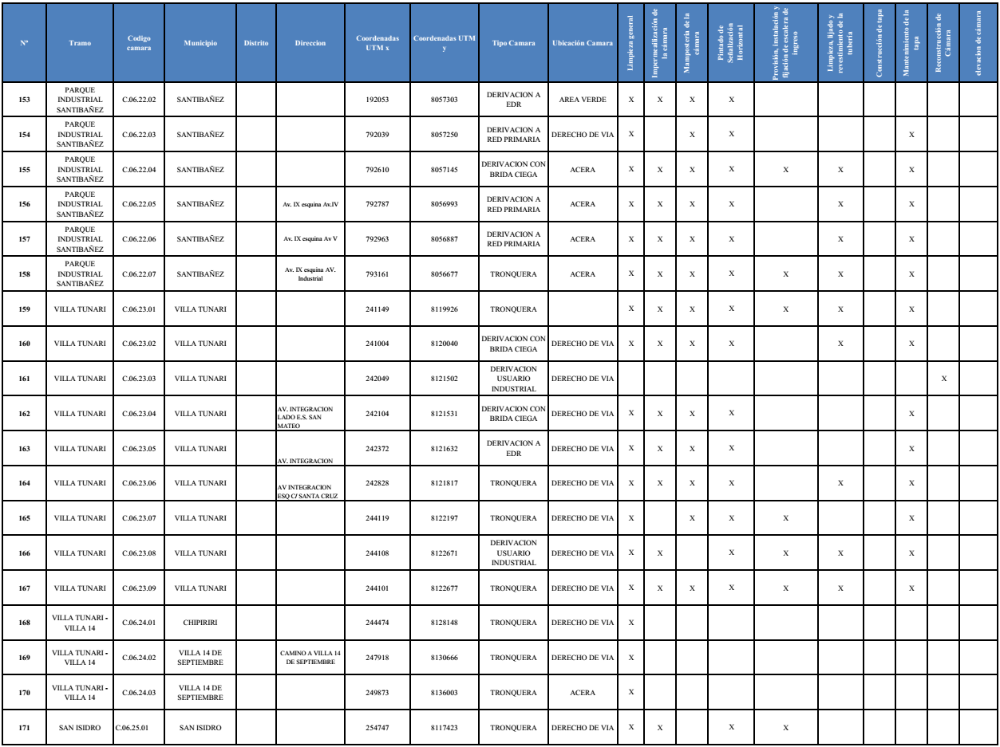 Nº Tramo Codigo camara Municipio Distrito Direccion Coordenadas UTM x Coordenadas UTM y Tipo Camara Ubicación Camara Limpieza general Impermealización de la cámara Mampostería de la cámara Pintado de Señalización Horizontal Provisión, instalación y fijación de escalera de ingreso Limpieza, lijado y revestimiento de la tubería Construcción de tapa Mantenimiento de la tapa Reconstrucción de Cámara elevacion de cámara
153 PARQUE INDUSTRIAL SANTIBAÑEZ C.06.22.02 SANTIBAÑEZ 192053 8057303 DERIVACION A EDR AREA VERDE X X X X
154 PARQUE INDUSTRIAL SANTIBAÑEZ C.06.22.03 SANTIBAÑEZ 792039 8057250 DERIVACION A RED PRIMARIA DERECHO DE VIA X X X X
155 PARQUE INDUSTRIAL SANTIBAÑEZ C.06.22.04 SANTIBAÑEZ 792610 8057145 DERIVACION CON BRIDA CIEGA ACERA X X X X X X X
156 PARQUE INDUSTRIAL SANTIBAÑEZ C.06.22.05 SANTIBAÑEZ Av. IX esquina Av.IV 792787 8056993 DERIVACION A RED PRIMARIA ACERA X X X X X X
157 PARQUE INDUSTRIAL SANTIBAÑEZ C.06.22.06 SANTIBAÑEZ Av. IX esquina Av V 792963 8056887 DERIVACION A RED PRIMARIA ACERA X X X X X X
158 PARQUE INDUSTRIAL SANTIBAÑEZ C.06.22.07 SANTIBAÑEZ Av. IX esquina AV. Industrial 793161 8056677 TRONQUERA ACERA X X X X X X X
159 VILLA TUNARI C.06.23.01 VILLA TUNARI 241149 8119926 TRONQUERA X X X X X X X
160 VILLA TUNARI C.06.23.02 VILLA TUNARI 241004 8120040 DERIVACION CON BRIDA CIEGA DERECHO DE VIA X X X X X X
161 VILLA TUNARI C.06.23.03 VILLA TUNARI 242049 8121502 DERIVACION USUARIO INDUSTRIAL DERECHO DE VIA X
162 VILLA TUNARI C.06.23.04 VILLA TUNARI AV. INTEGRACION LADO E.S. SAN MATEO 242104 8121531 DERIVACION CON BRIDA CIEGA DERECHO DE VIA X X X X X
163 VILLA TUNARI C.06.23.05 VILLA TUNARI AV. INTEGRACION 242372 8121632 DERIVACION A EDR DERECHO DE VIA X X X X X
164 VILLA TUNARI C.06.23.06 VILLA TUNARI AV INTEGRACION ESQ C/ SANTA CRUZ 242828 8121817 TRONQUERA DERECHO DE VIA X X X X X X
165 VILLA TUNARI C.06.23.07 VILLA TUNARI 244119 8122197 TRONQUERA DERECHO DE VIA X X X X X
166 VILLA TUNARI C.06.23.08 VILLA TUNARI 244108 8122671 DERIVACION USUARIO INDUSTRIAL DERECHO DE VIA X X X X X X
167 VILLA TUNARI C.06.23.09 VILLA TUNARI 244101 8122677 TRONQUERA DERECHO DE VIA X X X X X X X
168 VILLA TUNARI - VILLA 14 C.06.24.01 CHIPIRIRI 244474 8128148 TRONQUERA DERECHO DE VIA X
169 VILLA TUNARI - VILLA 14 C.06.24.02 VILLA 14 DE SEPTIEMBRE CAMINO A VILLA 14 DE SEPTIEMBRE 247918 8130666 TRONQUERA DERECHO DE VIA X
170 VILLA TUNARI - VILLA 14 C.06.24.03 VILLA 14 DE SEPTIEMBRE 249873 8136003 TRONQUERA ACERA X
171 SAN ISIDRO C.06.25.01 SAN ISIDRO 254747 8117423 TRONQUERA DERECHO DE VIA X X X X